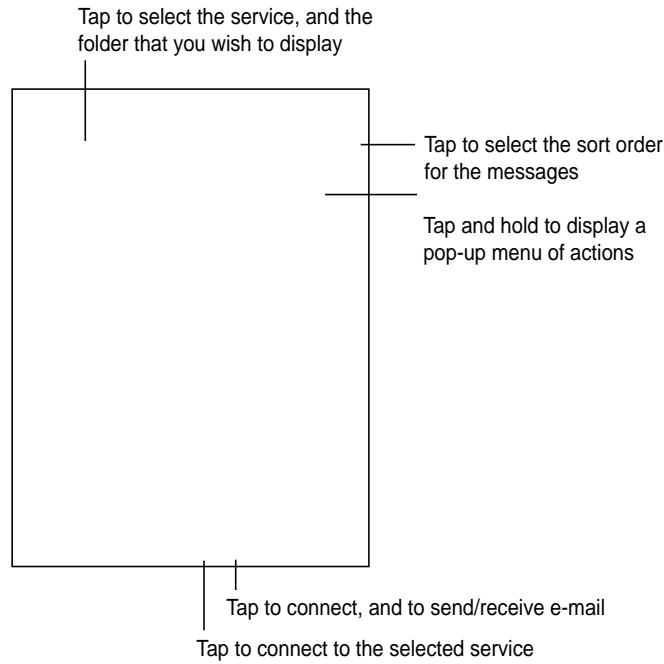 Tap to select the service, and the
folder that you wish to display
Tap to select the sort order
for the messages
Tap and hold to display a
pop-up menu of actions
Tap to connect, and to send/receive e-mail
Tap to connect to the selected service